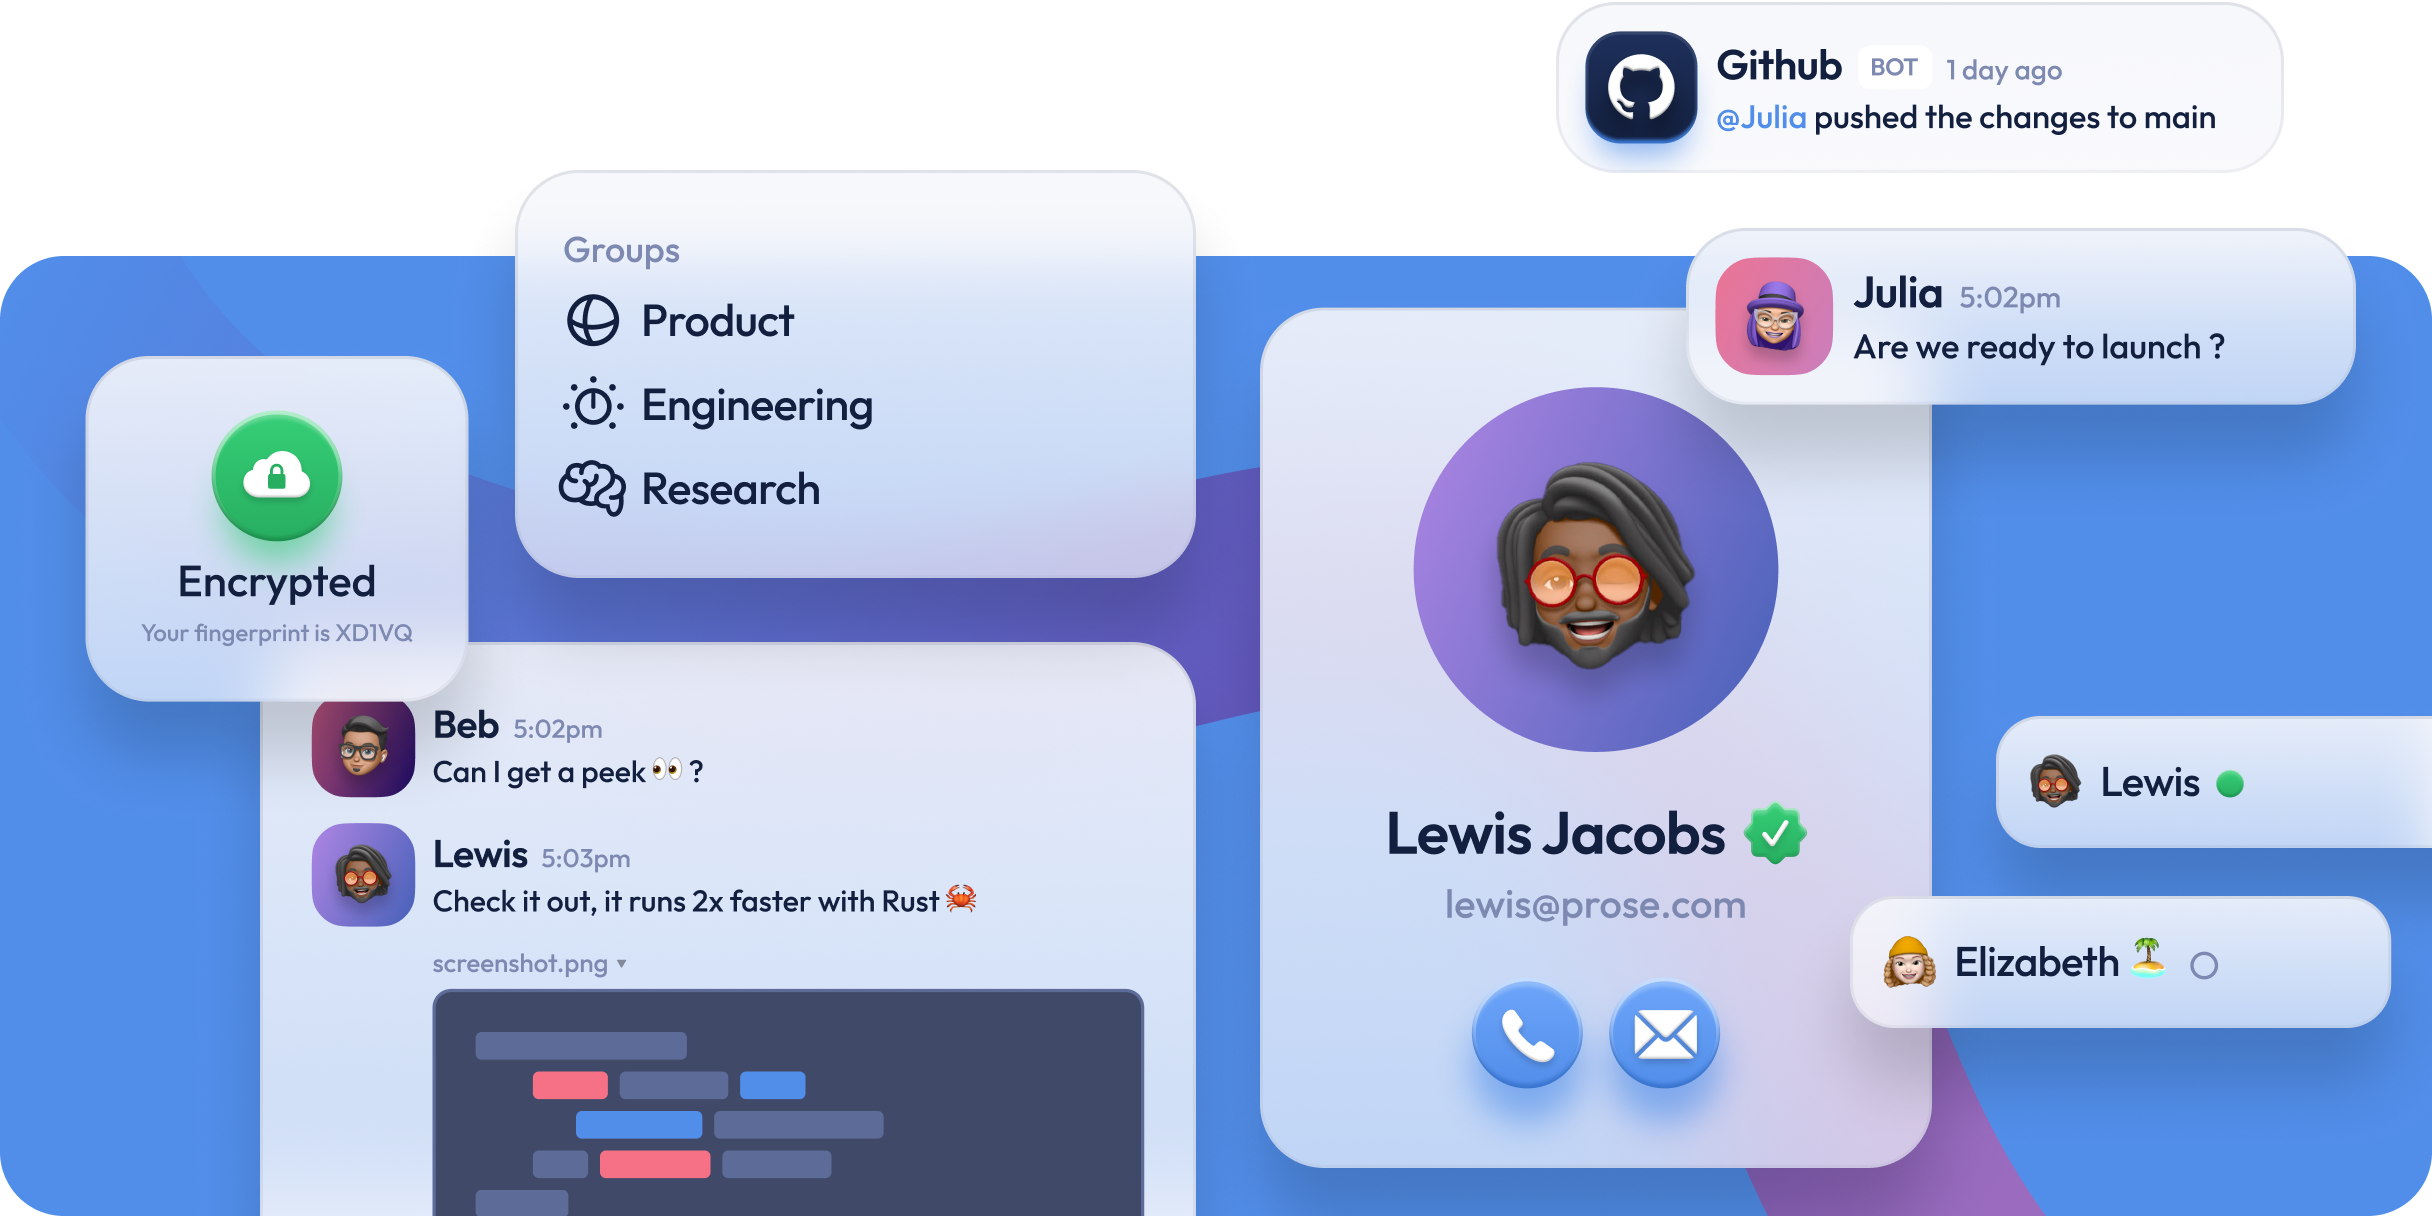 Github BOT 1 day ago
@Julia pushed the changes to main
Groups
Product
Engineering
Research
Julia 5:02pm
Are we ready to launch ?
Encrypted
Your fingerprint is XD1VQ
Beb 5:02pm
Can I get a peek 👀 ?
Lewis 5:03pm
Check it out, it runs 2x faster with Rust 🦀
screenshot.png ▾
Lewis Jacobs
lewis@prose.com
Lewis
Elizabeth 🏝️